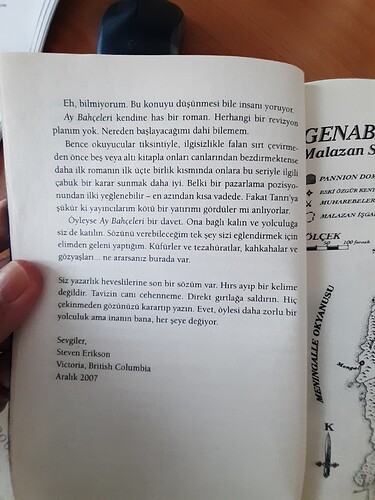 Eh, bilmiyorum. Bu konuyu düşünmesi bile insanı yoruyor.
Ay Bahçeleri kendine has bir roman. Herhangi bir revizyon
planım yok. Nereden başlayacağımı dahi bilemem.
Bence okuyucular tiksintiyle, ilgisizlikle falan sırt çevirme-
den önce beş veya altı kitapla onları canlarından bezdirmektense
daha ilk romanın ilk üçte birlik kısmında onlara bu seriyle ilgili
çabuk bir karar sunmak daha iyi. Belki bir pazarlama pozisyo-
nundan ilki yeğlenebilir – en azından kısa vadede. Fakat Tanrı'ya
şükür ki yayıncılarım kötü bir yatırımı gördüler mi anlıyorlar.
Öyleyse Ay Bahçeleri bir davet. Ona bağlı kalın ve yolculuğa
siz de katılın. Sözünü verebileceğim tek şey sizi eğlendirmek için
elimden geleni yaptığım. Küfürler ve tezahüratlar, kahkahalar ve
gözyaşları... ne ararsanız burada var.
Siz yazarlık heveslilerine son bir sözüm var. Hırs ayıp bir kelime
değildir. Tavizin canı cehenneme. Direkt gırtlağa saldırın. Hiç
çekinmeden gözünüzü karartıp yazın. Evet, öylesi daha zorlu bir
yolculuk ama inanın bana, her şeye değiyor.
Sevgiler,
Steven Erikson
Victoria, British Columbia
Aralık 2007
GENAB
Malazan S
PANNION DO
ESKİ ÖZGÜR KENT
MUHAREBELER
MALAZAN İŞGA
ÖLÇEK
50 100 fersah
MENINGALLE OKYANUSU
K